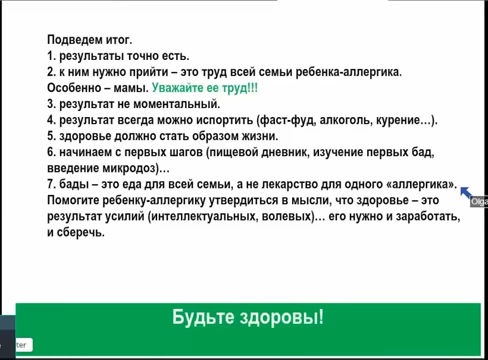 Подведем итог.
1. результаты точно есть.
2. к ним нужно прийти – это труд всей семьи ребенка-аллергика.
Особенно – мамы. Уважайте ее труд!!!
3. результат не моментальный.
4. результат всегда можно испортить (фаст-фуд, алкоголь, курение…).
5. здоровье должно стать образом жизни.
6. начинаем с первых шагов (пищевой дневник, изучение первых бад,
введение микродоз)…
7. бады – это еда для всей семьи, а не лекарство для одного «аллергика».
Помогите ребенку-аллергику утвердиться в мысли, что здоровье – это
результат усилий (интеллектуальных, волевых)… его нужно и заработать,
и сберечь.
Olga
Будьте здоровы!
ter